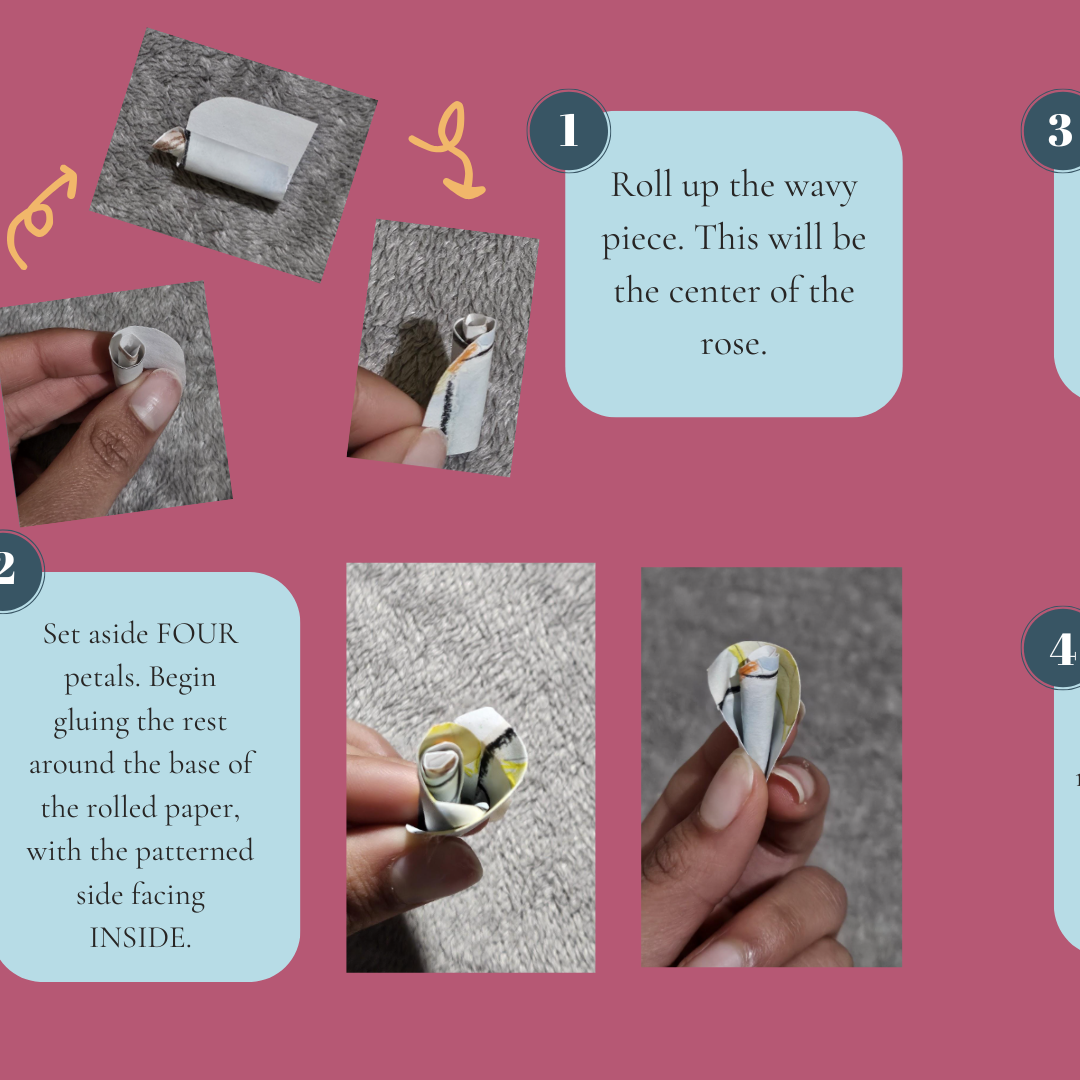 1
Roll up the wavy
piece. This will be
the center of the
rose.
2
Set aside FOUR
petals. Begin
gluing the rest
around the base of
the rolled paper,
with the patterned
side facing
INSIDE.
3
4